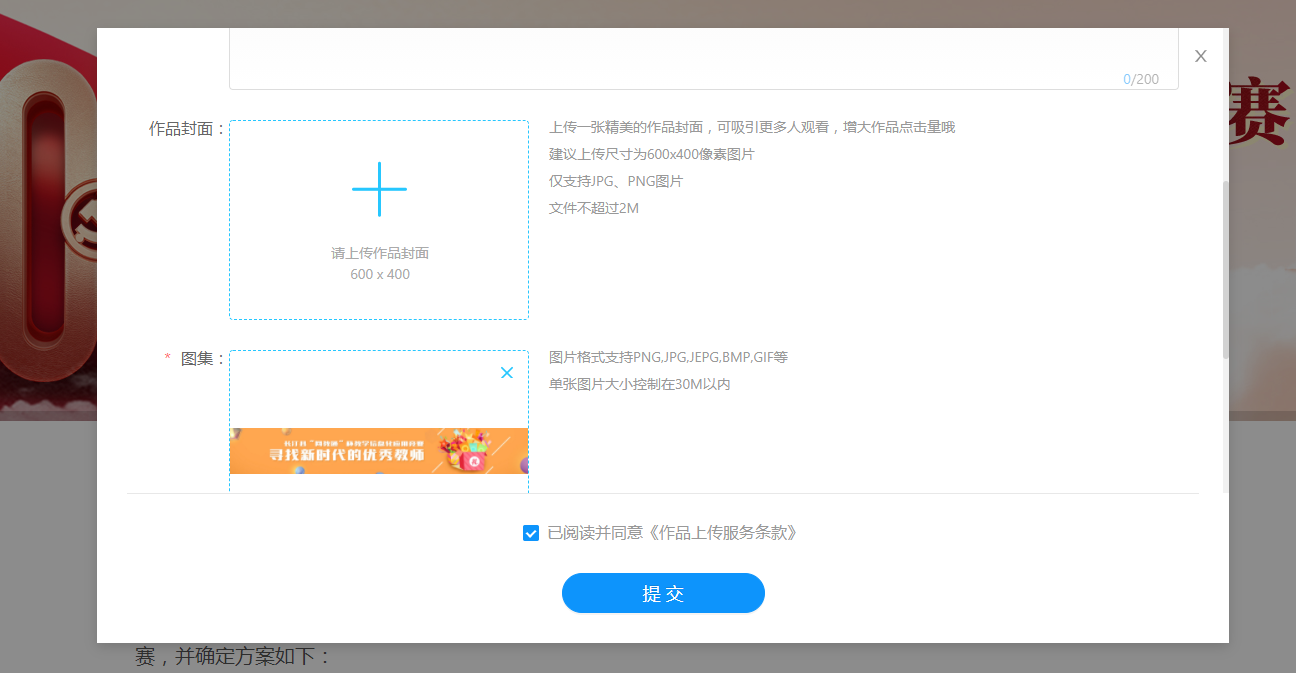 X
0/200
赛
作品封面：
上传一张精美的作品封面，可吸引更多人观看，增大作品点击量哦
建议上传尺寸为600x400像素图片
仅支持JPG、PNG图片
文件不超过2M
请上传作品封面
600 x 400
* 图集：
图片格式支持PNG,JPG,JEPG,BMP,GIF等
单张图片大小控制在30M以内
寻找新时代的优秀教师
已阅读并同意《作品上传服务条款》
提 交
赛，并确定方案如下：